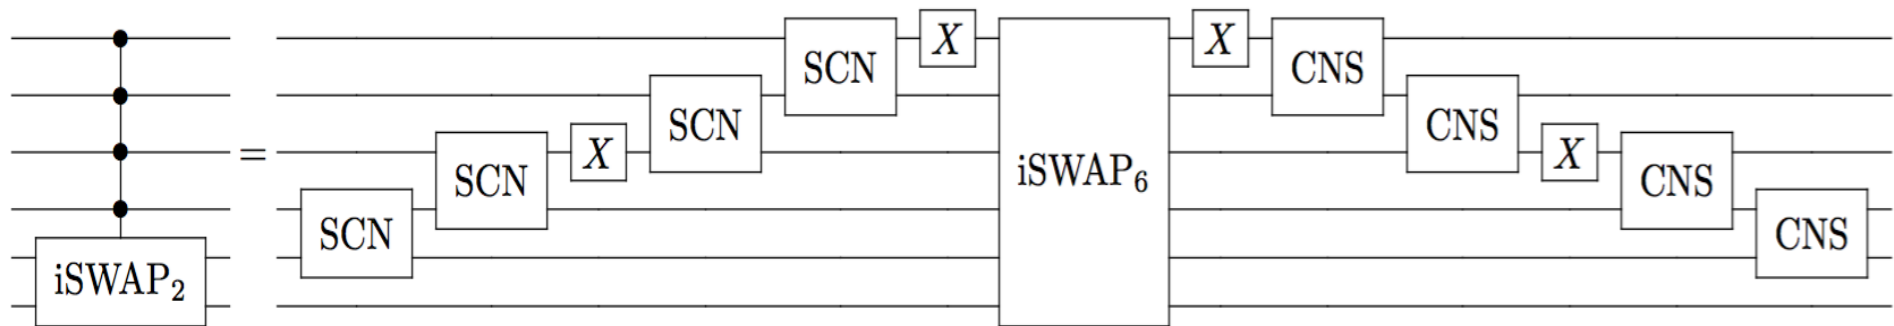 SCN X X CNS
SCN CNS
= SCN X iSWAP₆ X CNS
SCN CNS
iSWAP₂